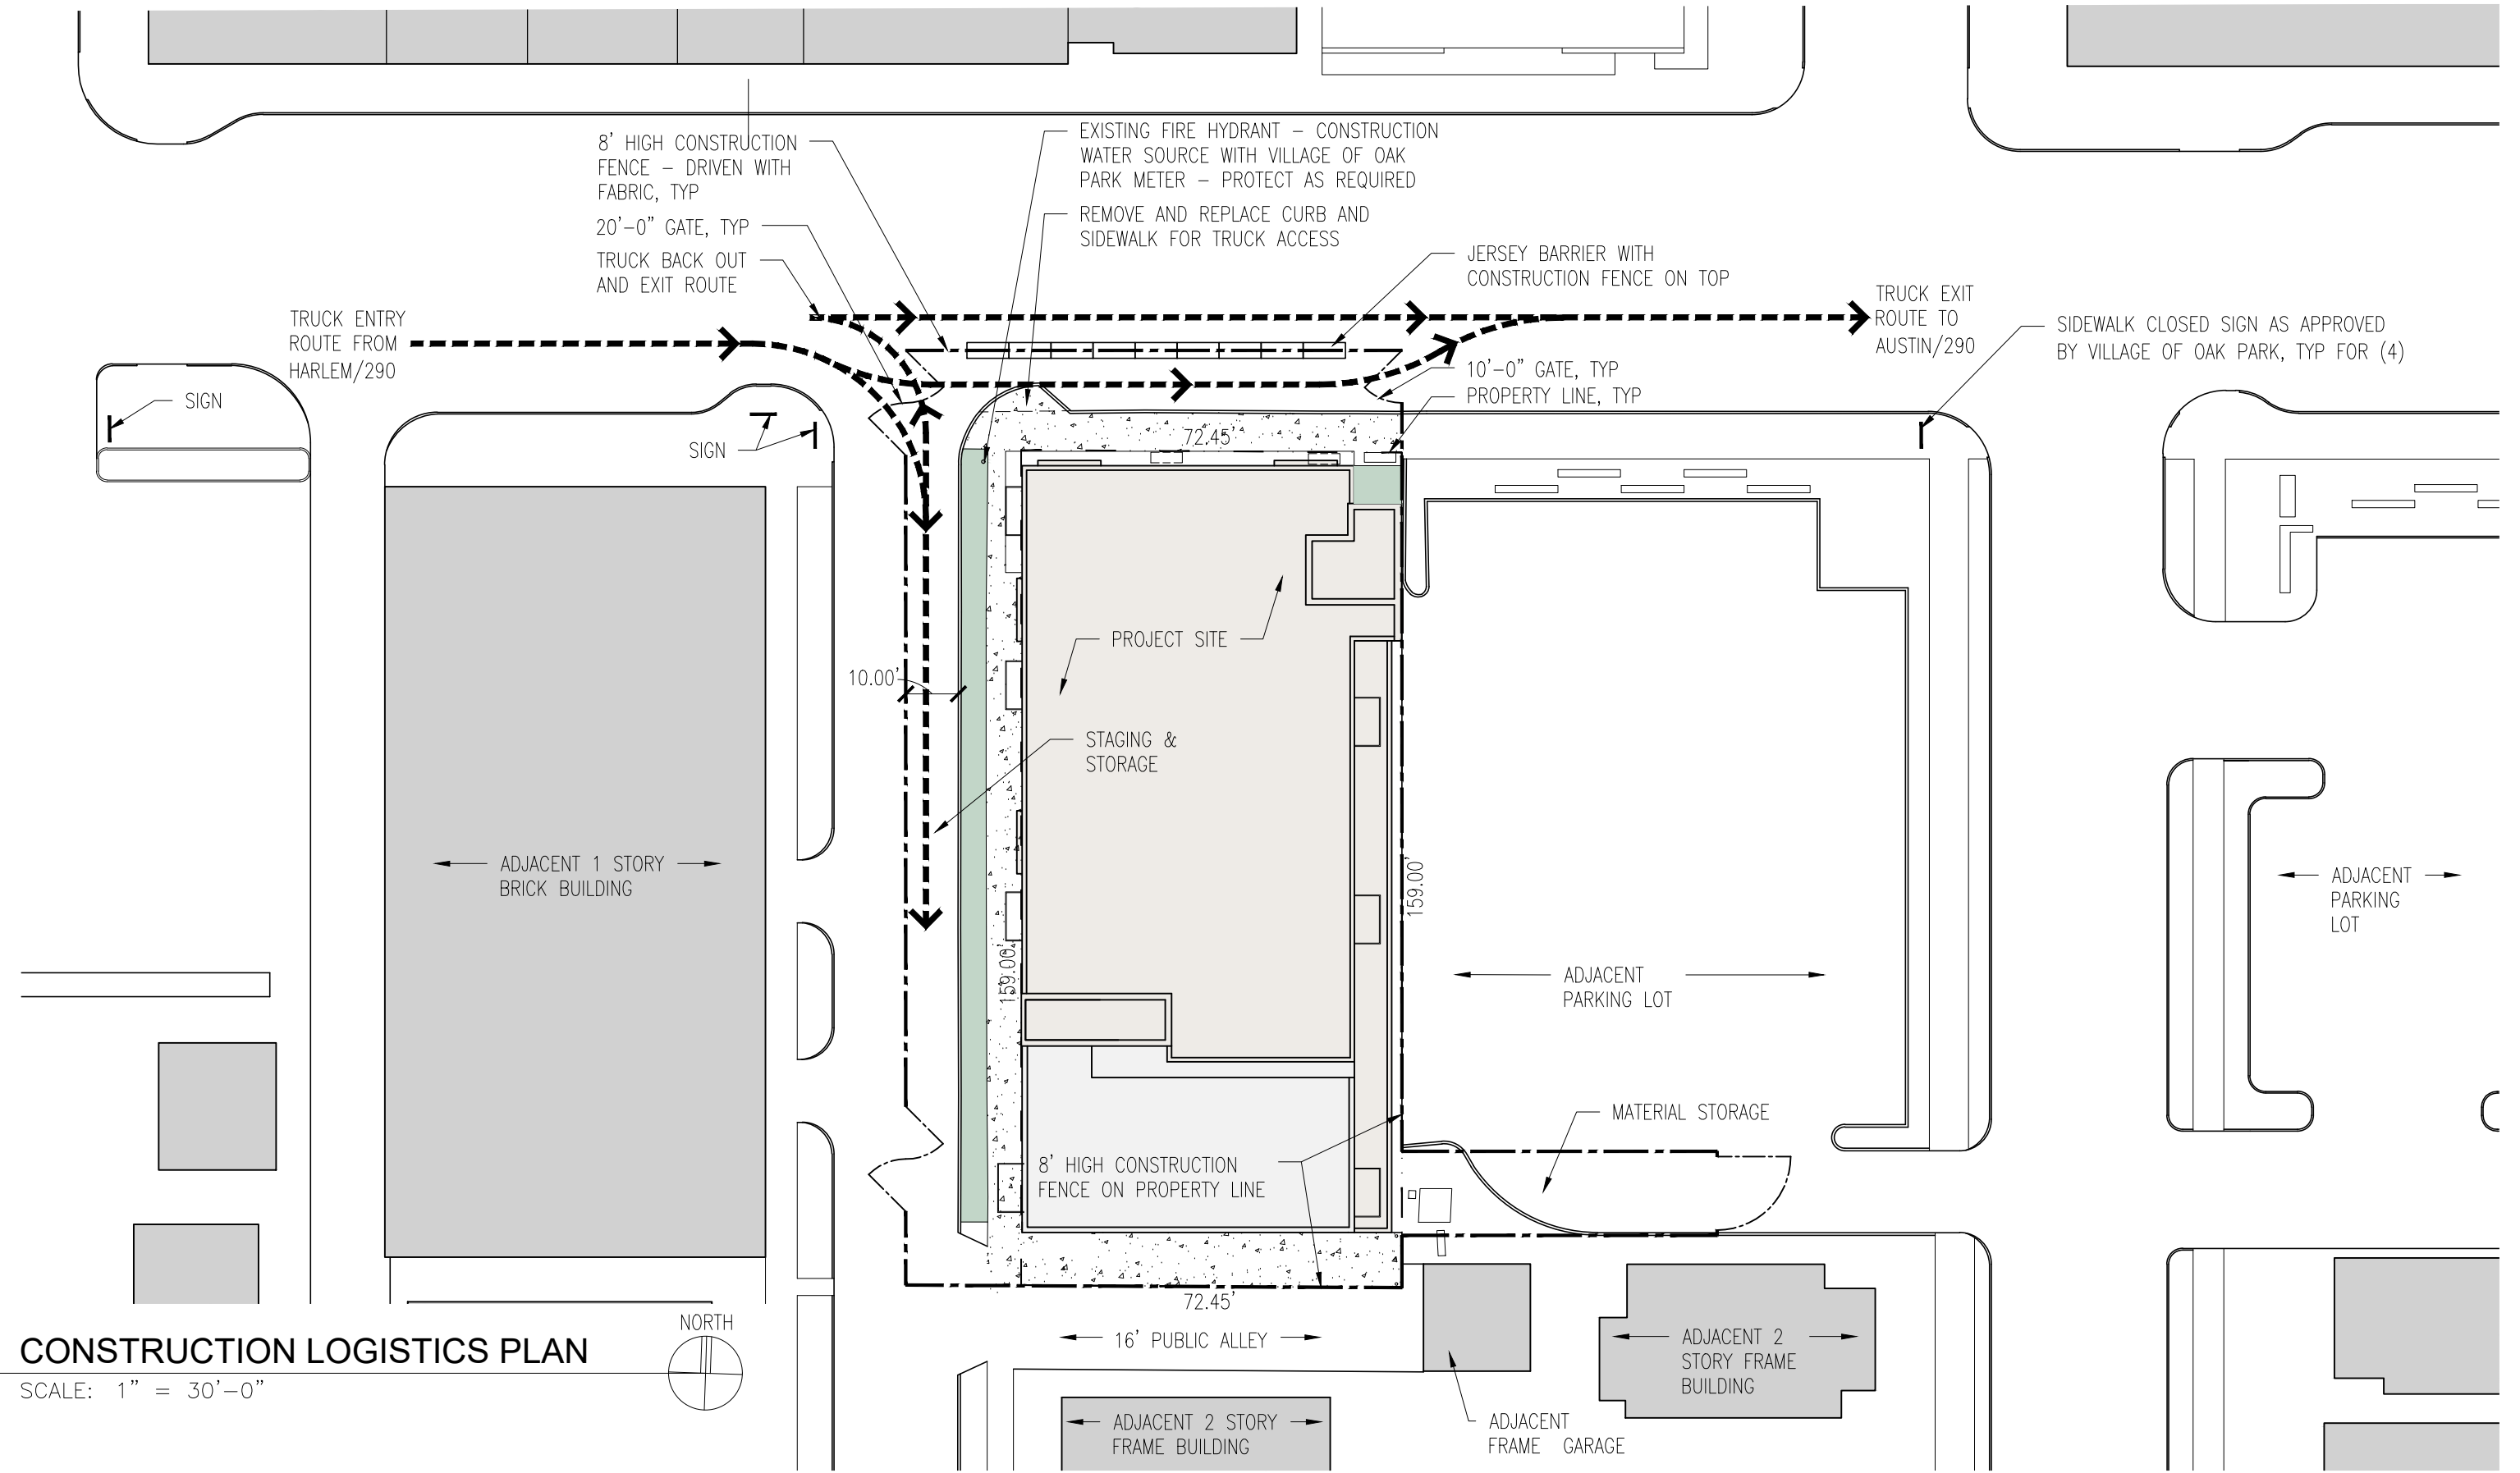 8' HIGH CONSTRUCTION
FENCE – DRIVEN WITH
FABRIC, TYP
20'–0" GATE, TYP
TRUCK BACK OUT
AND EXIT ROUTE
EXISTING FIRE HYDRANT – CONSTRUCTION
WATER SOURCE WITH VILLAGE OF OAK
PARK METER – PROTECT AS REQUIRED
REMOVE AND REPLACE CURB AND
SIDEWALK FOR TRUCK ACCESS
JERSEY BARRIER WITH
CONSTRUCTION FENCE ON TOP
TRUCK ENTRY
ROUTE FROM
HARLEM/290
TRUCK EXIT
ROUTE TO
AUSTIN/290
SIDEWALK CLOSED SIGN AS APPROVED
BY VILLAGE OF OAK PARK, TYP FOR (4)
10'–0" GATE, TYP
PROPERTY LINE, TYP
SIGN
SIGN
72.45'
PROJECT SITE
10.00'
STAGING &
STORAGE
ADJACENT 1 STORY
BRICK BUILDING
159.00'
159.00'
ADJACENT
PARKING LOT
ADJACENT
PARKING
LOT
MATERIAL STORAGE
8' HIGH CONSTRUCTION
FENCE ON PROPERTY LINE
72.45'
16' PUBLIC ALLEY
ADJACENT 2
STORY FRAME
BUILDING
ADJACENT 2 STORY
FRAME BUILDING
ADJACENT
FRAME GARAGE
NORTH
CONSTRUCTION LOGISTICS PLAN
SCALE: 1" = 30'–0"